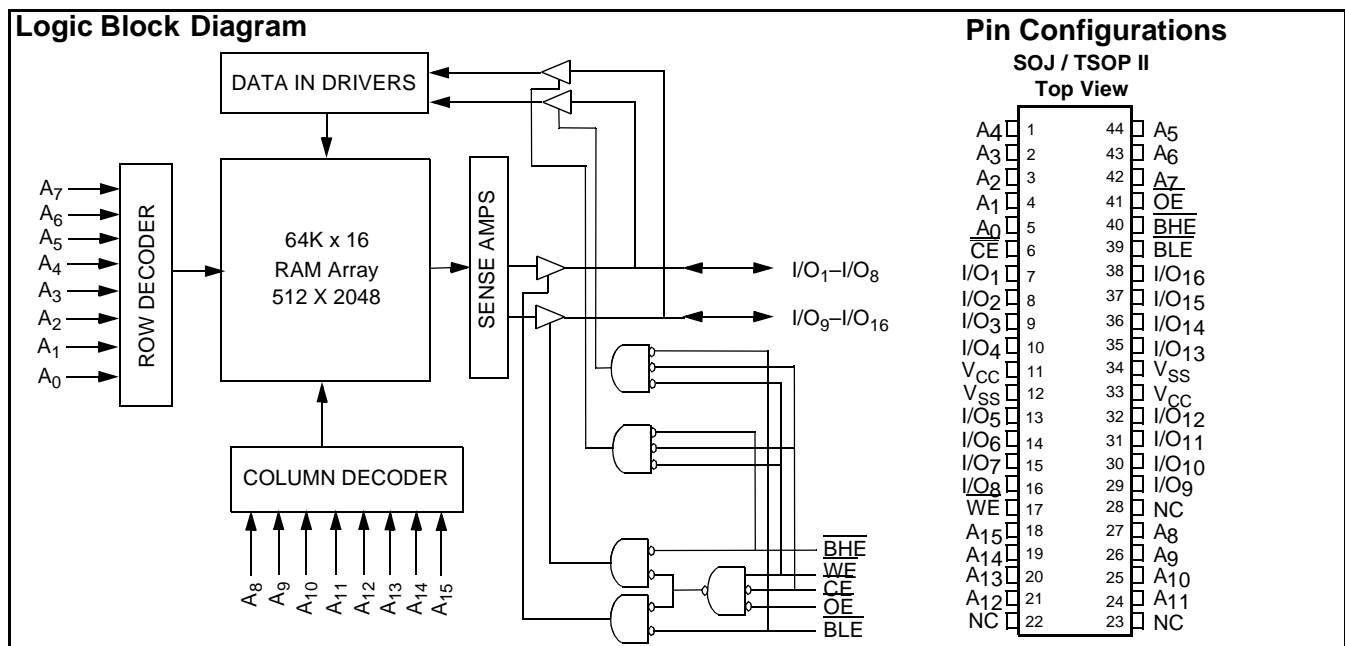 Logic Block Diagram
DATA IN DRIVERS
A7
A6
A5
A4
A3
A2
A1
A0
ROW DECODER
64K x 16
RAM Array
512 X 2048
SENSE AMPS
I/O1–I/O8
I/O9–I/O16
COLUMN DECODER
A8
A9
A10
A11
A12
A13
A14
A15
BHE
WE
CE
OE
BLE
Pin Configurations
SOJ / TSOP II
Top View
A4 1 44 A5
A3 2 43 A6
A2 3 42 A7
A1 4 41 OE
A0 5 40 BHE
CE 6 39 BLE
I/O1 7 38 I/O16
I/O2 8 37 I/O15
I/O3 9 36 I/O14
I/O4 10 35 I/O13
VCC 11 34 VSS
VSS 12 33 VCC
I/O5 13 32 I/O12
I/O6 14 31 I/O11
I/O7 15 30 I/O10
I/O8 16 29 I/O9
WE 17 28 NC
A15 18 27 A8
A14 19 26 A9
A13 20 25 A10
A12 21 24 A11
NC 22 23 NC